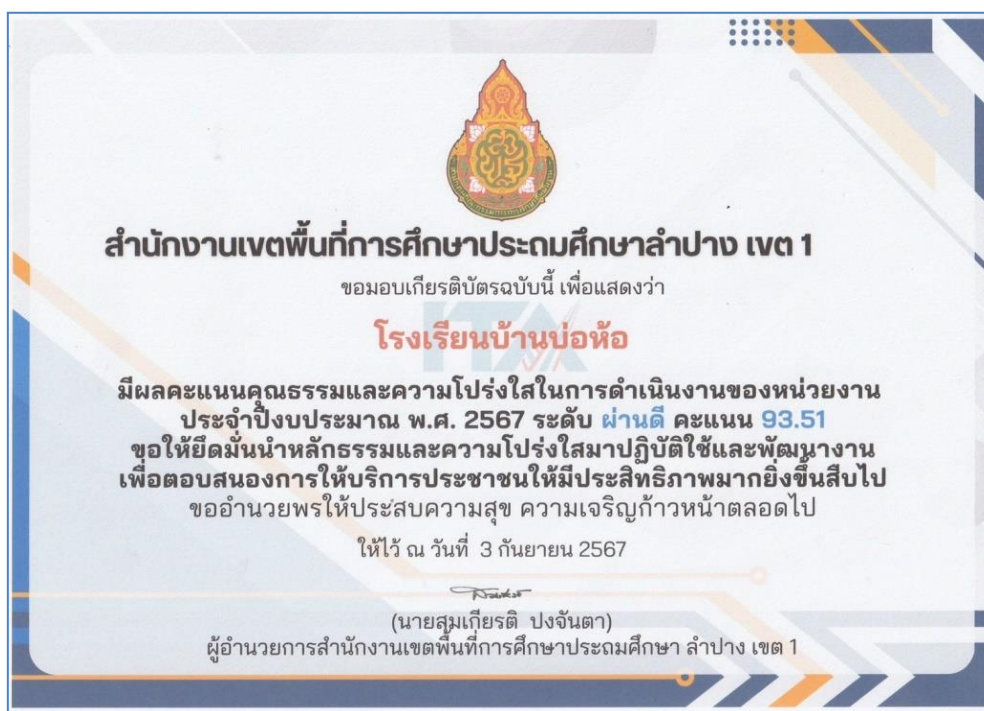 สำนักงานเขตพื้นที่การศึกษาประถมศึกษาลำปาง เขต 1
ขอมอบเกียรติบัตรฉบับนี้ เพื่อแสดงว่า
ITA
โรงเรียนบ้านบ่อห้อ
มีผลคะแนนคุณธรรมและความโปร่งใสในการดำเนินงานของหน่วยงาน
ประจำปีงบประมาณ พ.ศ. 2567 ระดับ ผ่านดี คะแนน 93.51
ขอให้ยึดมั่นนำหลักธรรมและความโปร่งใสมาปฏิบัติใช้และพัฒนางาน
เพื่อตอบสนองการให้บริการประชาชนให้มีประสิทธิภาพมากยิ่งขึ้นสืบไป
ขออำนวยพรให้ประสบความสุข ความเจริญก้าวหน้าตลอดไป
ให้ไว้ ณ วันที่ 3 กันยายน 2567
(นายสมเกียรติ ปงจันตา)
ผู้อำนวยการสำนักงานเขตพื้นที่การศึกษาประถมศึกษา ลำปาง เขต 1